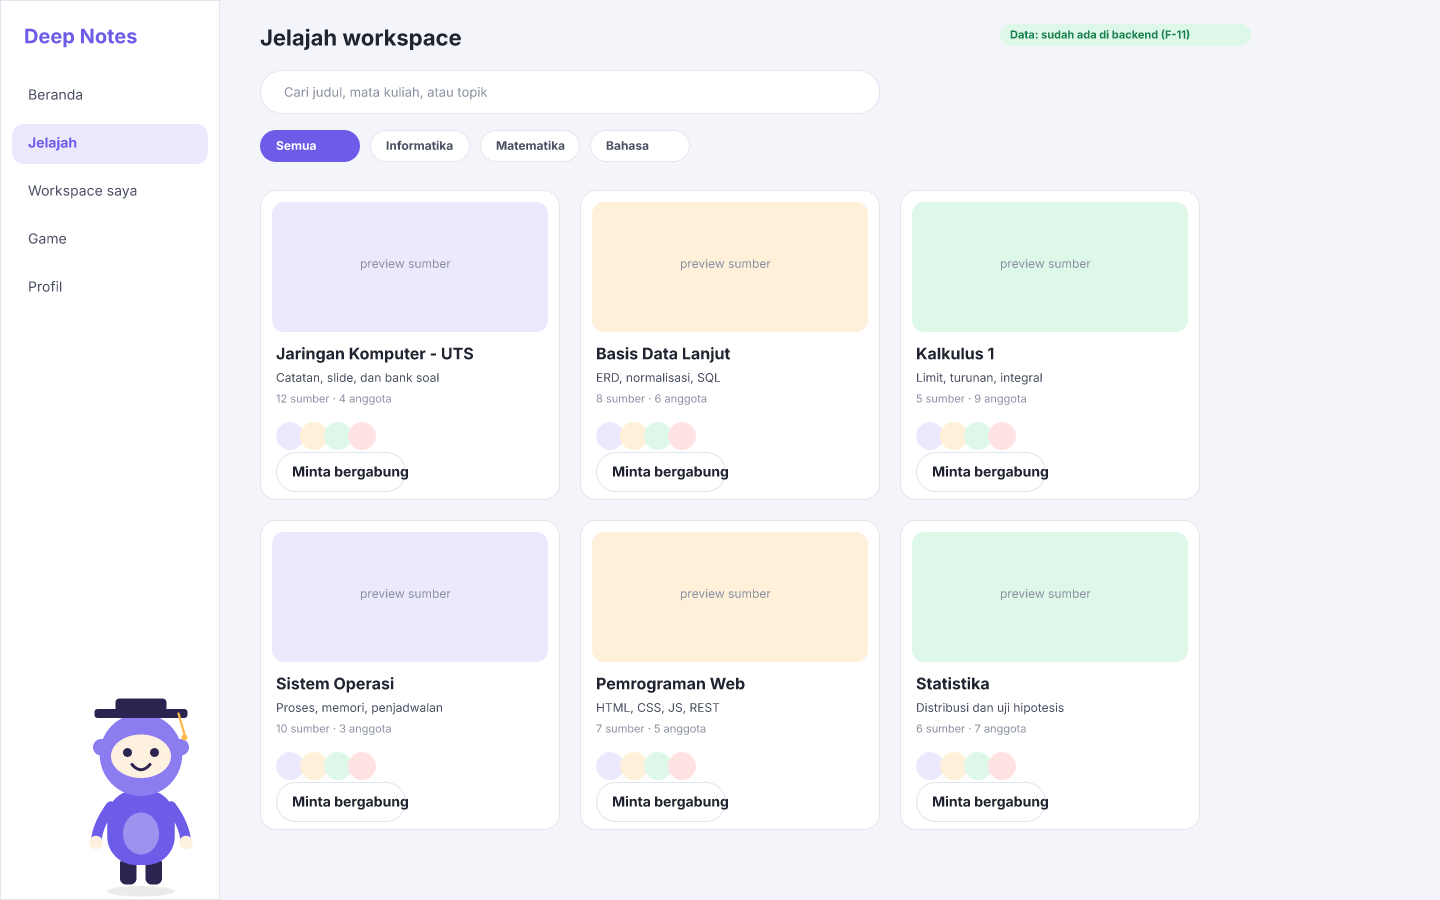 Deep Notes
Beranda
Jelajah
Workspace saya
Game
Profil
Jelajah workspace
Data: sudah ada di backend (F-11)
Cari judul, mata kuliah, atau topik
Semua
Informatika
Matematika
Bahasa
preview sumber
Jaringan Komputer - UTS
Catatan, slide, dan bank soal
12 sumber · 4 anggota
Minta bergabung
preview sumber
Basis Data Lanjut
ERD, normalisasi, SQL
8 sumber · 6 anggota
Minta bergabung
preview sumber
Kalkulus 1
Limit, turunan, integral
5 sumber · 9 anggota
Minta bergabung
preview sumber
Sistem Operasi
Proses, memori, penjadwalan
10 sumber · 3 anggota
Minta bergabung
preview sumber
Pemrograman Web
HTML, CSS, JS, REST
7 sumber · 5 anggota
Minta bergabung
preview sumber
Statistika
Distribusi dan uji hipotesis
6 sumber · 7 anggota
Minta bergabung